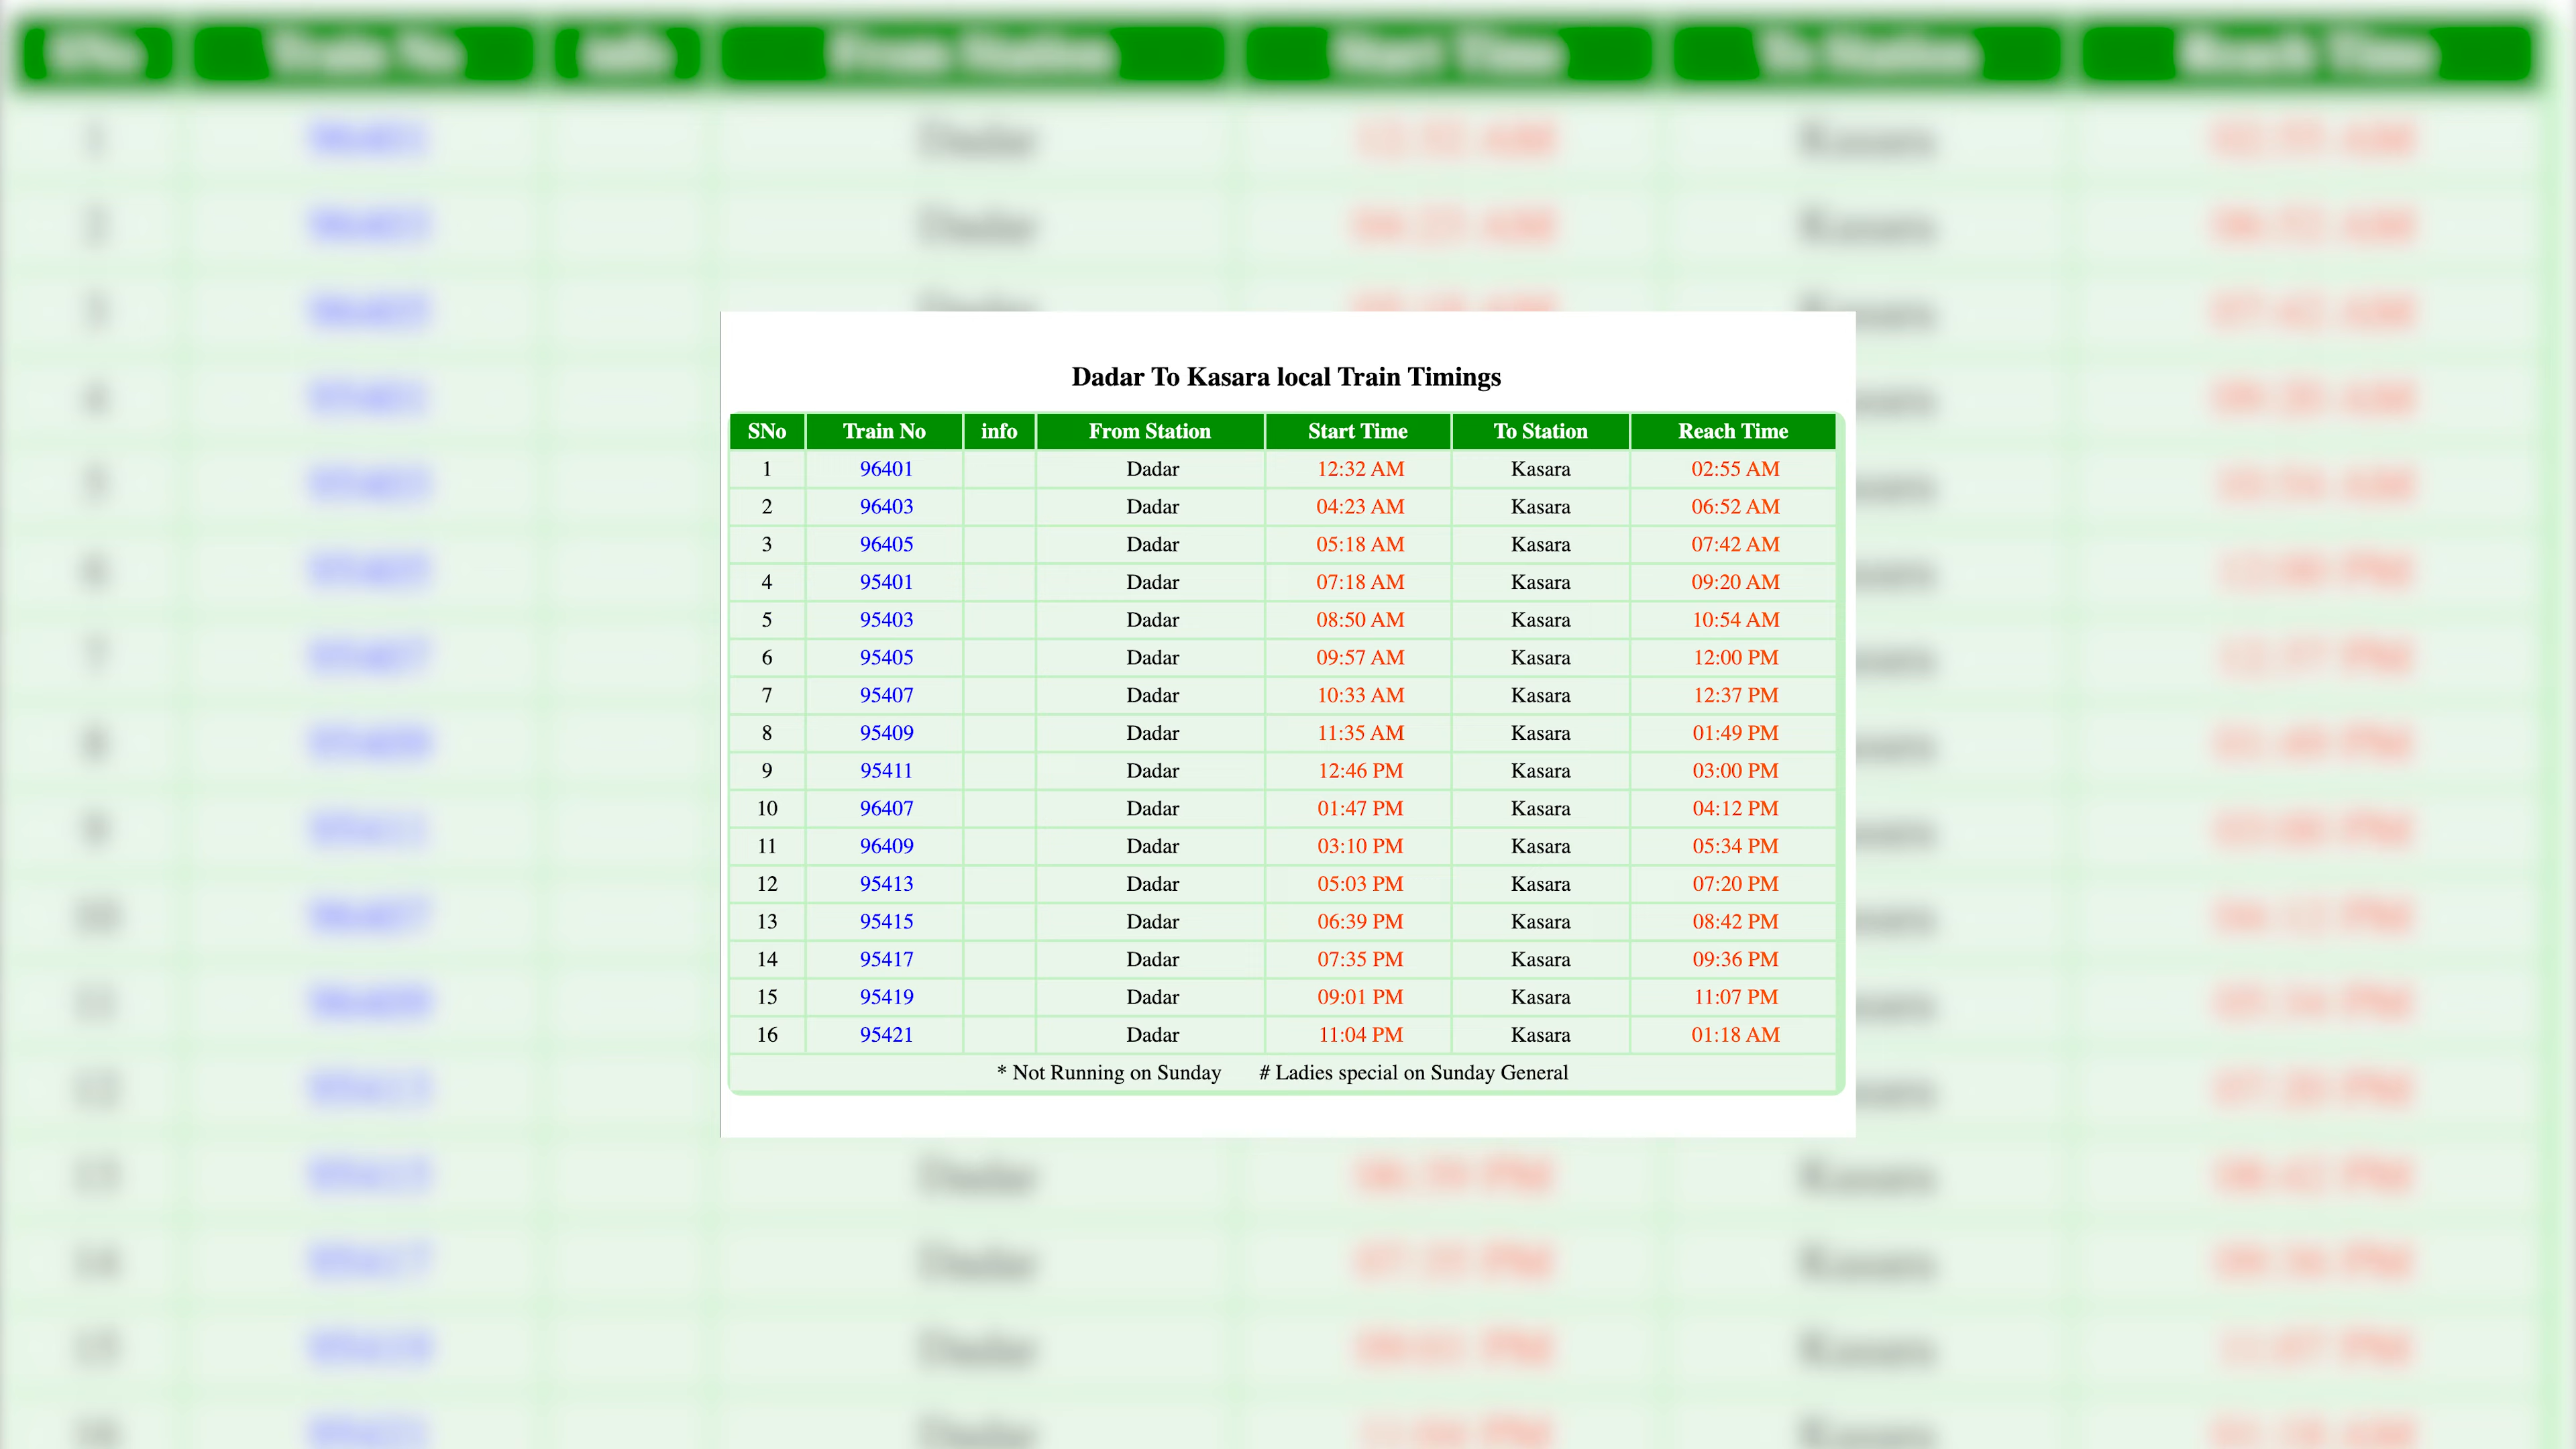 Dadar To Kasara local Train Timings
SNo Train No info From Station Start Time To Station Reach Time
1 96401 Dadar 12:32 AM Kasara 02:55 AM
2 96403 Dadar 04:23 AM Kasara 06:52 AM
3 96405 Dadar 05:18 AM Kasara 07:42 AM
4 95401 Dadar 07:18 AM Kasara 09:20 AM
5 95403 Dadar 08:50 AM Kasara 10:54 AM
6 95405 Dadar 09:57 AM Kasara 12:00 PM
7 95407 Dadar 10:33 AM Kasara 12:37 PM
8 95409 Dadar 11:35 AM Kasara 01:49 PM
9 95411 Dadar 12:46 PM Kasara 03:00 PM
10 96407 Dadar 01:47 PM Kasara 04:12 PM
11 96409 Dadar 03:10 PM Kasara 05:34 PM
12 95413 Dadar 05:03 PM Kasara 07:20 PM
13 95415 Dadar 06:39 PM Kasara 08:42 PM
14 95417 Dadar 07:35 PM Kasara 09:36 PM
15 95419 Dadar 09:01 PM Kasara 11:07 PM
16 95421 Dadar 11:04 PM Kasara 01:18 AM
* Not Running on Sunday # Ladies special on Sunday General